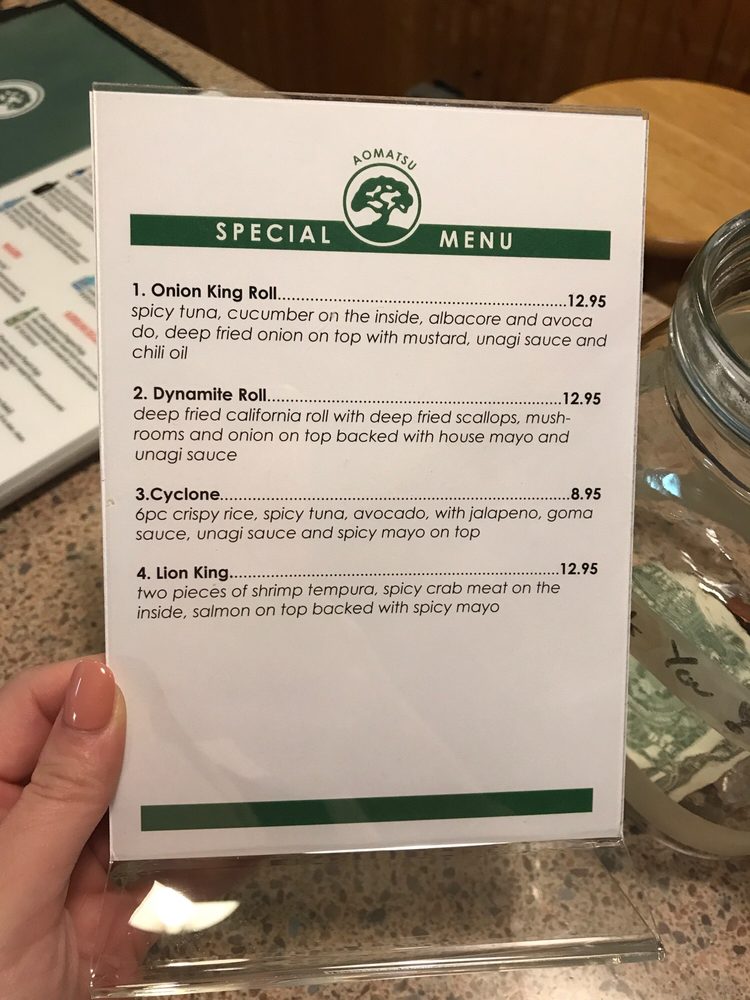 AOMATSU
SPECIAL MENU
1. Onion King Roll..........................................................12.95
spicy tuna, cucumber on the inside, albacore and avoca
do, deep fried onion on top with mustard, unagi sauce and
chili oil
2. Dynamite Roll............................................................12.95
deep fried california roll with deep fried scallops, mush-
rooms and onion on top backed with house mayo and
unagi sauce
3.Cyclone.......................................................................8.95
6pc crispy rice, spicy tuna, avocado, with jalapeno, goma
sauce, unagi sauce and spicy mayo on top
4. Lion King....................................................................12.95
two pieces of shrimp tempura, spicy crab meat on the
inside, salmon on top backed with spicy mayo
You